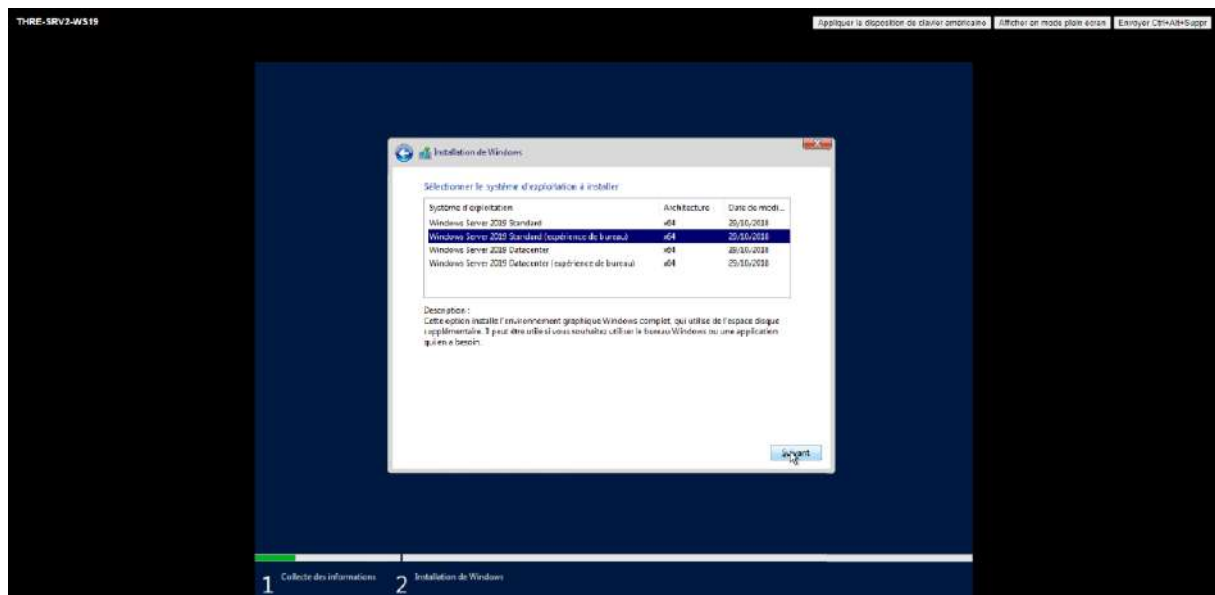 THRE-SRV2-WS19
Appliquer la disposition de clavier américaine Afficher en mode plein écran Envoyer Ctrl+Alt+Suppr
Installation de Windows
Sélectionner le système d'exploitation à installer
Système d'exploitation Architecture Date de modi...
Windows Server 2019 Standard x64 29/10/2018
Windows Server 2019 Standard (expérience de bureau) x64 29/10/2018
Windows Server 2019 Datacenter x64 29/10/2018
Windows Server 2019 Datacenter (expérience de bureau) x64 29/10/2018
Description :
Cette option installe l'environnement graphique Windows complet, qui utilise de l'espace disque
supplémentaire. Il peut être utile si vous souhaitez utiliser le bureau Windows ou une application
qui en a besoin.
Suivant
1 Collecte des informations 2 Installation de Windows